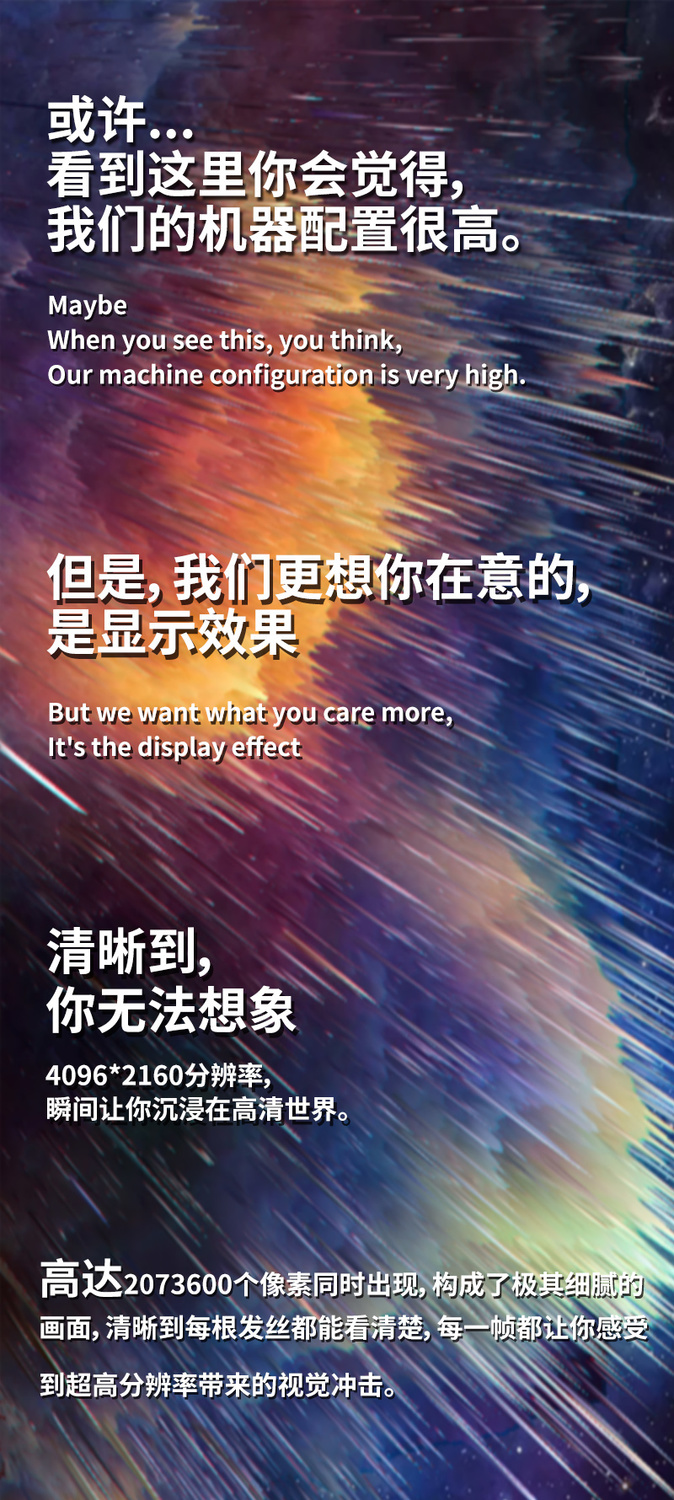 或许...
看到这里你会觉得,
我们的机器配置很高。
Maybe
When you see this, you think,
Our machine configuration is very high.
但是, 我们更想你在意的,
是显示效果
But we want what you care more,
It's the display effect
清晰到,
你无法想象
4096*2160分辨率,
瞬间让你沉浸在高清世界。
高达2073600个像素同时出现, 构成了极其细腻的
画面, 清晰到每根发丝都能看清楚, 每一帧都让你感受
到超高分辨率带来的视觉冲击。